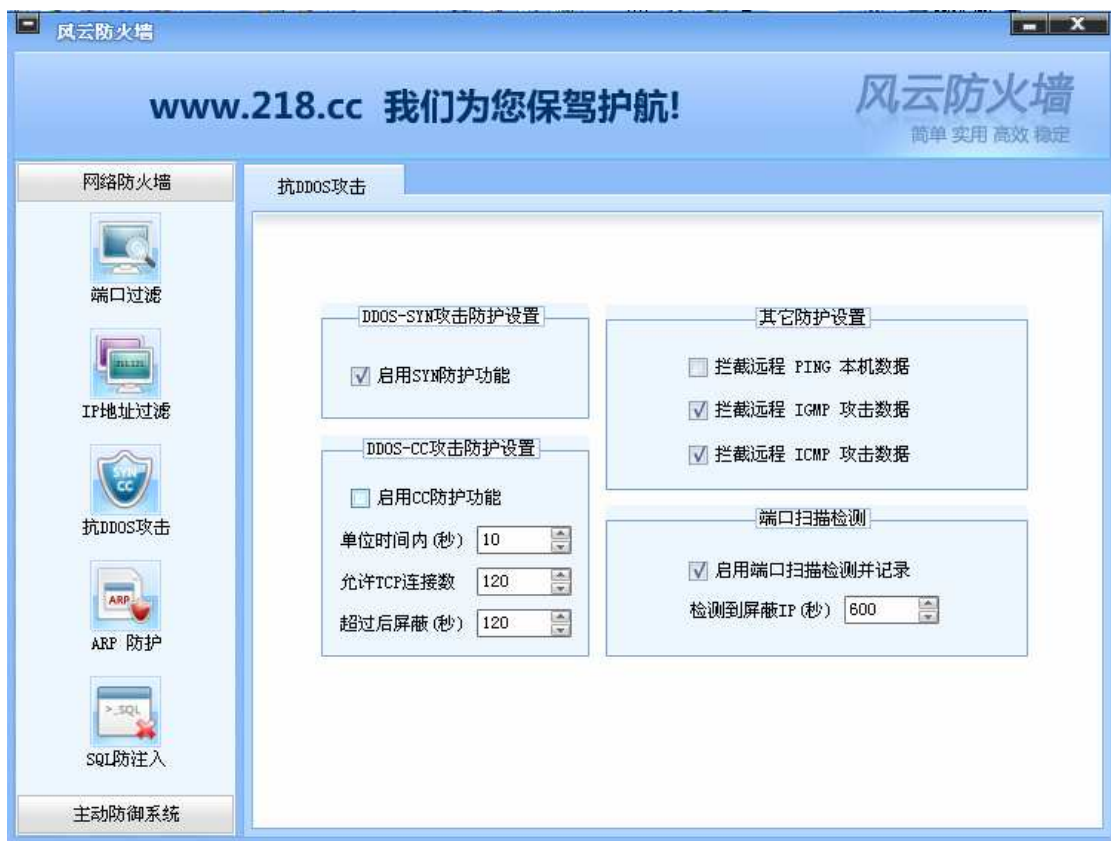 风云防火墙
www.218.cc 我们为您保驾护航!
风云防火墙
简单 实用 高效 稳定
网络防火墙
端口过滤
211.121
IP地址过滤
SYN
CC
抗DDOS攻击
ARP
ARP 防护
>_SQL
SQL防注入
主动防御系统
抗DDOS攻击
DDOS-SYN攻击防护设置
启用SYN防护功能
DDOS-CC攻击防护设置
启用CC防护功能
单位时间内(秒) 10
允许TCP连接数 120
超过后屏蔽(秒) 120
其它防护设置
拦截远程 PING 本机数据
拦截远程 IGMP 攻击数据
拦截远程 ICMP 攻击数据
端口扫描检测
启用端口扫描检测并记录
检测到屏蔽IP(秒) 600